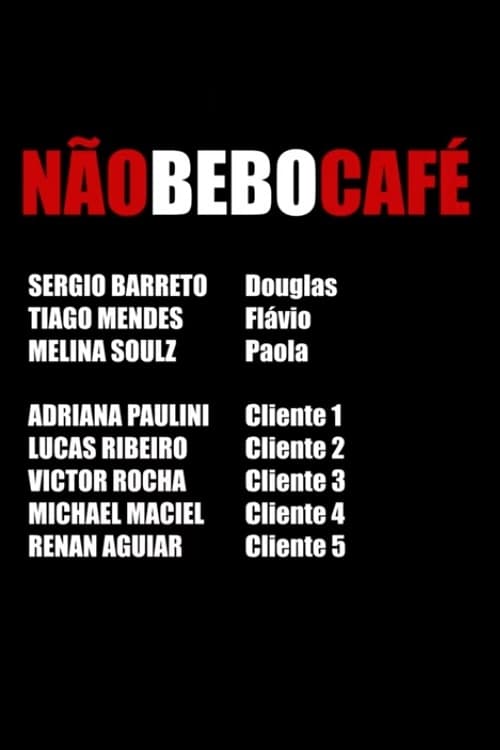 NÃOBEBOCAFÉ
SERGIO BARRETO Douglas
TIAGO MENDES Flávio
MELINA SOULZ Paola
ADRIANA PAULINI Cliente 1
LUCAS RIBEIRO Cliente 2
VICTOR ROCHA Cliente 3
MICHAEL MACIEL Cliente 4
RENAN AGUIAR Cliente 5